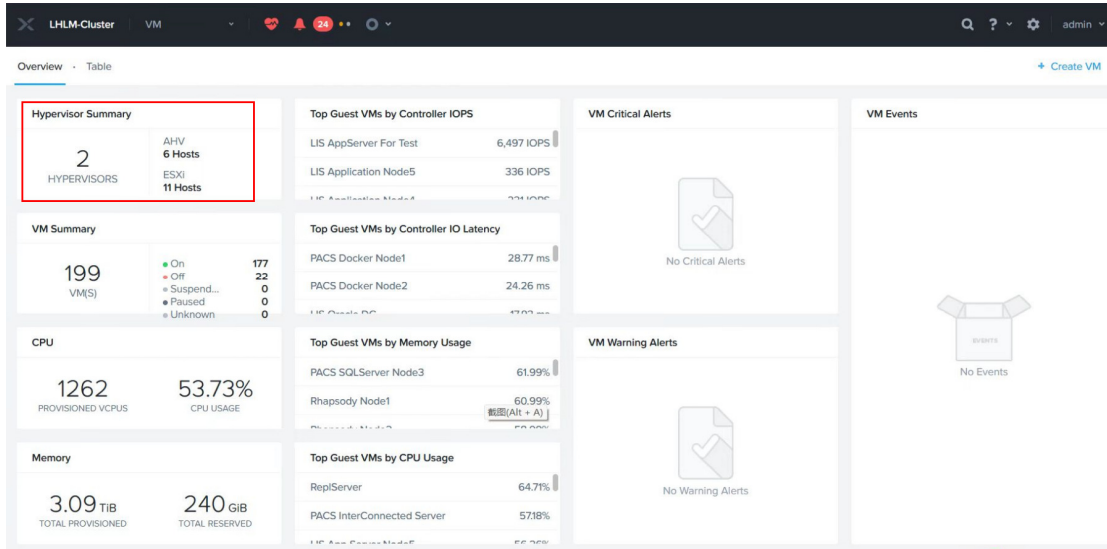 LHLM-Cluster VM 24 ? admin
Overview · Table + Create VM
Hypervisor Summary
2
HYPERVISORS
AHV
6 Hosts
ESXi
11 Hosts
VM Summary
199
VM(S)
On 177
Off 22
Suspend... 0
Paused 0
Unknown 0
CPU
1262
PROVISIONED VCPUS
53.73%
CPU USAGE
Memory
3.09 TiB
TOTAL PROVISIONED
240 GiB
TOTAL RESERVED
Top Guest VMs by Controller IOPS
LIS AppServer For Test 6,497 IOPS
LIS Application Node5 336 IOPS
LIS Application Node4 IOPS
Top Guest VMs by Controller IO Latency
PACS Docker Node1 28.77 ms
PACS Docker Node2 24.26 ms
Top Guest VMs by Memory Usage
PACS SQLServer Node3 61.99%
Rhapsody Node1 60.99%
截图(Alt + A)
Top Guest VMs by CPU Usage
ReplServer 64.71%
PACS InterConnected Server 57.18%
VM Critical Alerts
No Critical Alerts
VM Warning Alerts
No Warning Alerts
VM Events
EVENTS
No Events